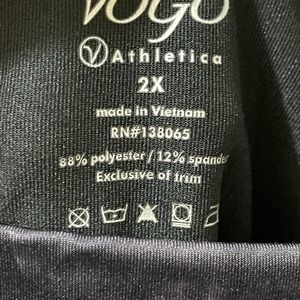 VOGO
Athletica
2X
made in Vietnam
RN#138065
88% polyester / 12% spandex
Exclusive of trim